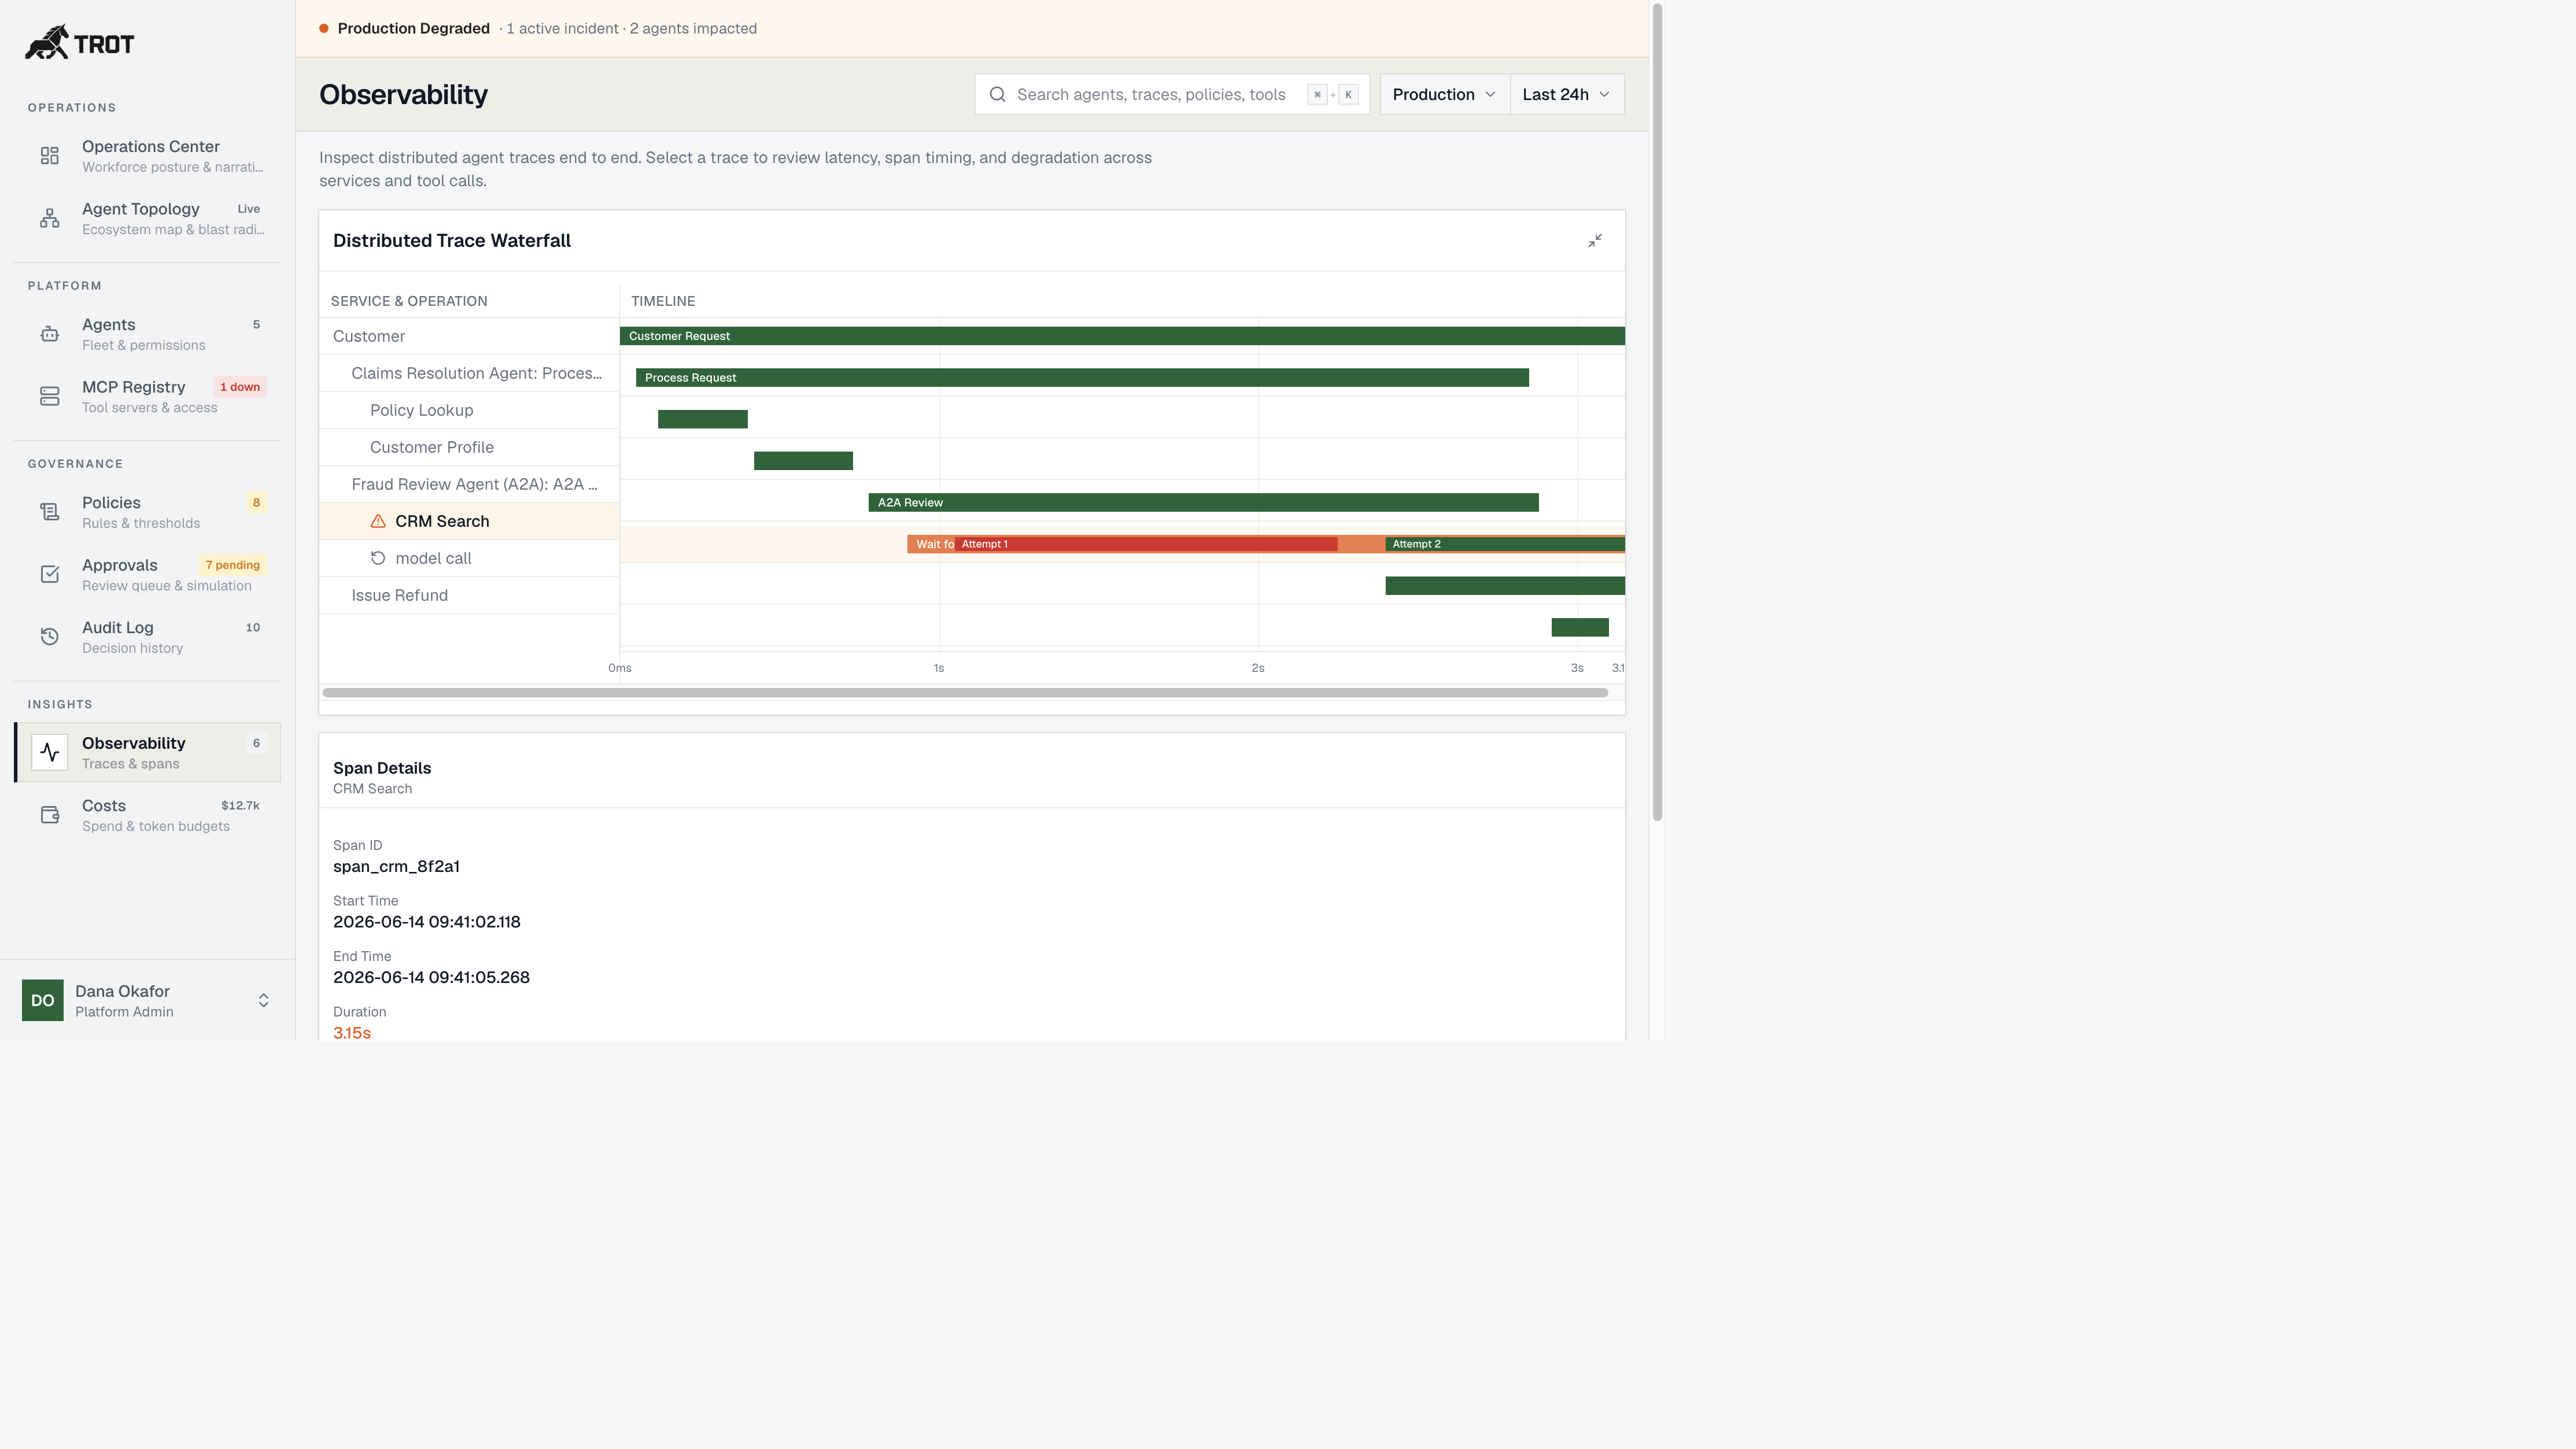 TROT
OPERATIONS
Operations Center
Workforce posture & narrati...
Agent Topology
Live
Ecosystem map & blast radi...
PLATFORM
Agents
5
Fleet & permissions
MCP Registry
1 down
Tool servers & access
GOVERNANCE
Policies
8
Rules & thresholds
Approvals
7 pending
Review queue & simulation
Audit Log
10
Decision history
INSIGHTS
Observability
6
Traces & spans
Costs
$12.7k
Spend & token budgets
DO
Dana Okafor
Platform Admin
Production Degraded · 1 active incident · 2 agents impacted
Observability
Search agents, traces, policies, tools
⌘ + K
Production
Last 24h
Inspect distributed agent traces end to end. Select a trace to review latency, span timing, and degradation across
services and tool calls.
Distributed Trace Waterfall
SERVICE & OPERATION
TIMELINE
Customer
Customer Request
Claims Resolution Agent: Proces...
Process Request
Policy Lookup
Customer Profile
Fraud Review Agent (A2A): A2A ...
A2A Review
CRM Search
Wait fo
Attempt 1
Attempt 2
model call
Issue Refund
0ms
1s
2s
3s
3.1
Span Details
CRM Search
Span ID
span_crm_8f2a1
Start Time
2026-06-14 09:41:02.118
End Time
2026-06-14 09:41:05.268
Duration
3.15s